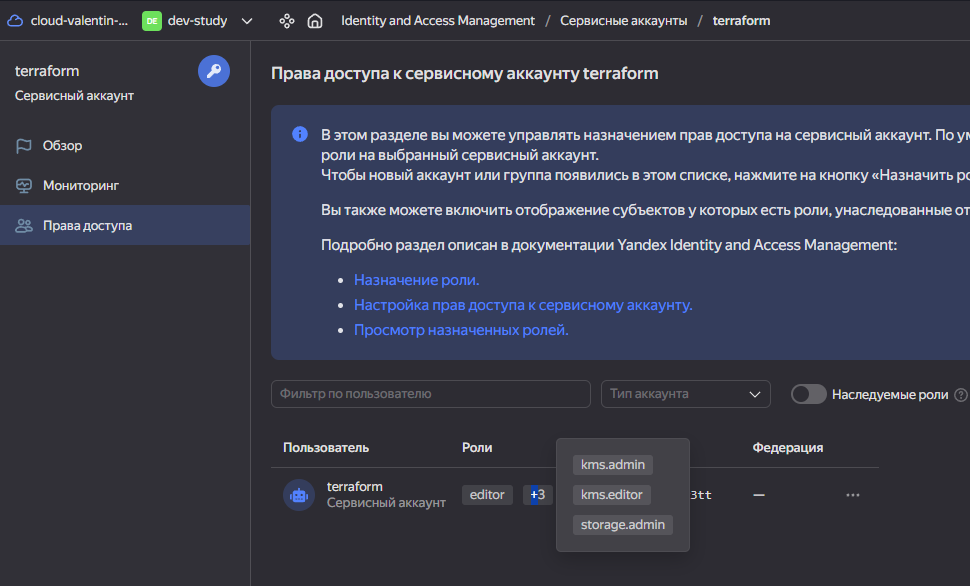 cloud-valentin-...
DE
dev-study
Identity and Access Management / Сервисные аккаунты / terraform
terraform
Сервисный аккаунт
Обзор
Мониторинг
Права доступа
Права доступа к сервисному аккаунту terraform
В этом разделе вы можете управлять назначением прав доступа на сервисный аккаунт. По
роли на выбранный сервисный аккаунт.
Чтобы новый аккаунт или группа появились в этом списке, нажмите на кнопку «Назначить
Вы также можете включить отображение субъектов у которых есть роли, унаследованные от
Подробно раздел описан в документации Yandex Identity and Access Management:
• Назначение роли.
• Настройка прав доступа к сервисному аккаунту.
• Просмотр назначенных ролей.
Фильтр по пользователю
Тип аккаунта
Наследуемые роли
Пользователь
Роли
Федерация
terraform
Сервисный аккаунт
editor
+3
kms.admin
kms.editor
storage.admin
3tt
—